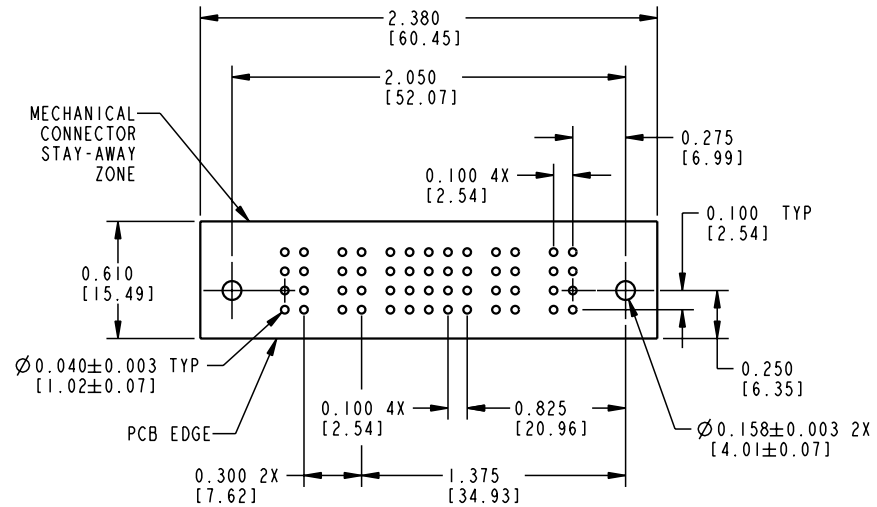 2.380
[60.45]
2.050
[52.07]
MECHANICAL
CONNECTOR
STAY-AWAY
ZONE
0.275
[6.99]
0.100 4X
[2.54]
0.100 TYP
[2.54]
0.610
[15.49]
Ø0.040±0.003 TYP
[1.02±0.07]
0.250
[6.35]
0.100 4X
[2.54]
0.825
[20.96]
PCB EDGE
Ø0.158±0.003 2X
[4.01±0.07]
0.300 2X
[7.62]
1.375
[34.93]